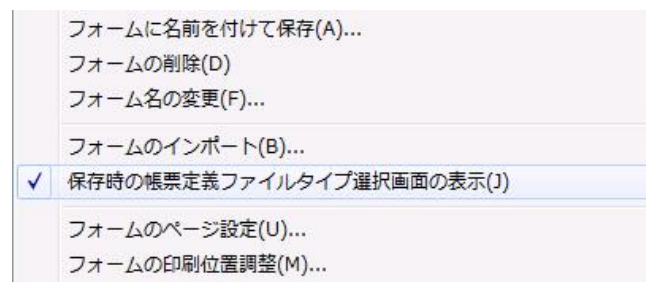 フォームに名前を付けて保存(A)...
フォームの削除(D)
フォーム名の変更(F)...
フォームのインポート(B)...
保存時の帳票定義ファイルタイプ選択画面の表示(J)
フォームのページ設定(U)...
フォームの印刷位置調整(M)...